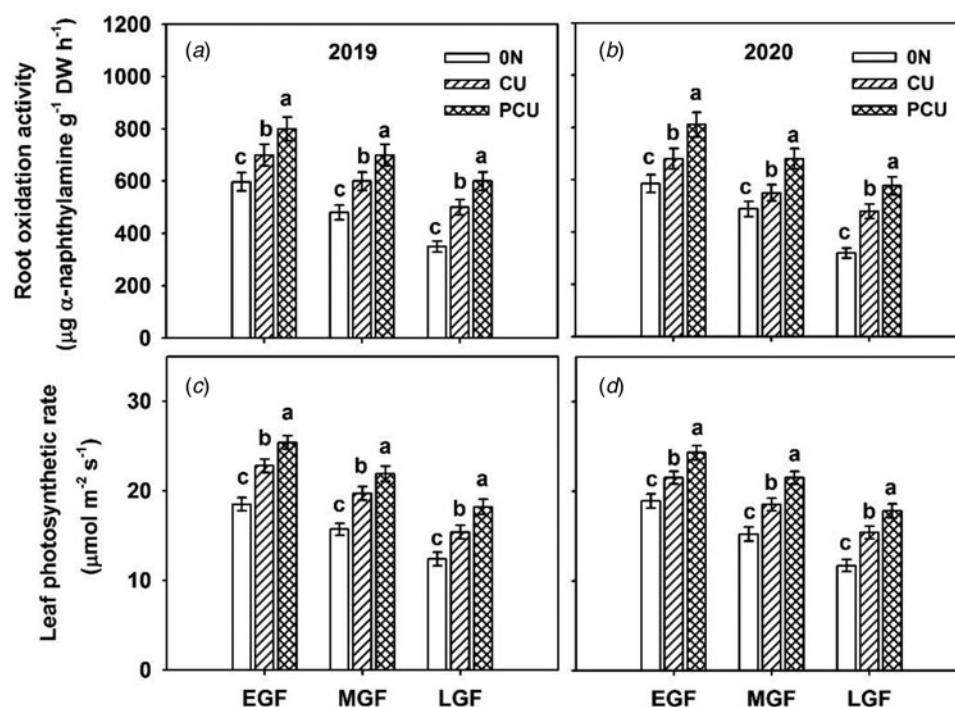 Root oxidation activity
(µg α-naphthylamine g⁻¹ DW h⁻¹)
1200
1000
800
600
400
200
0
(a)
2019
0N
CU
PCU
c
b
a
c
b
a
c
b
a
(b)
2020
0N
CU
PCU
c
b
a
c
b
a
c
b
a
Leaf photosynthetic rate
(µmol m⁻² s⁻¹)
30
20
10
0
(c)
c
b
a
c
b
a
c
b
a
(d)
c
b
a
c
b
a
c
b
a
EGF MGF LGF
EGF MGF LGF